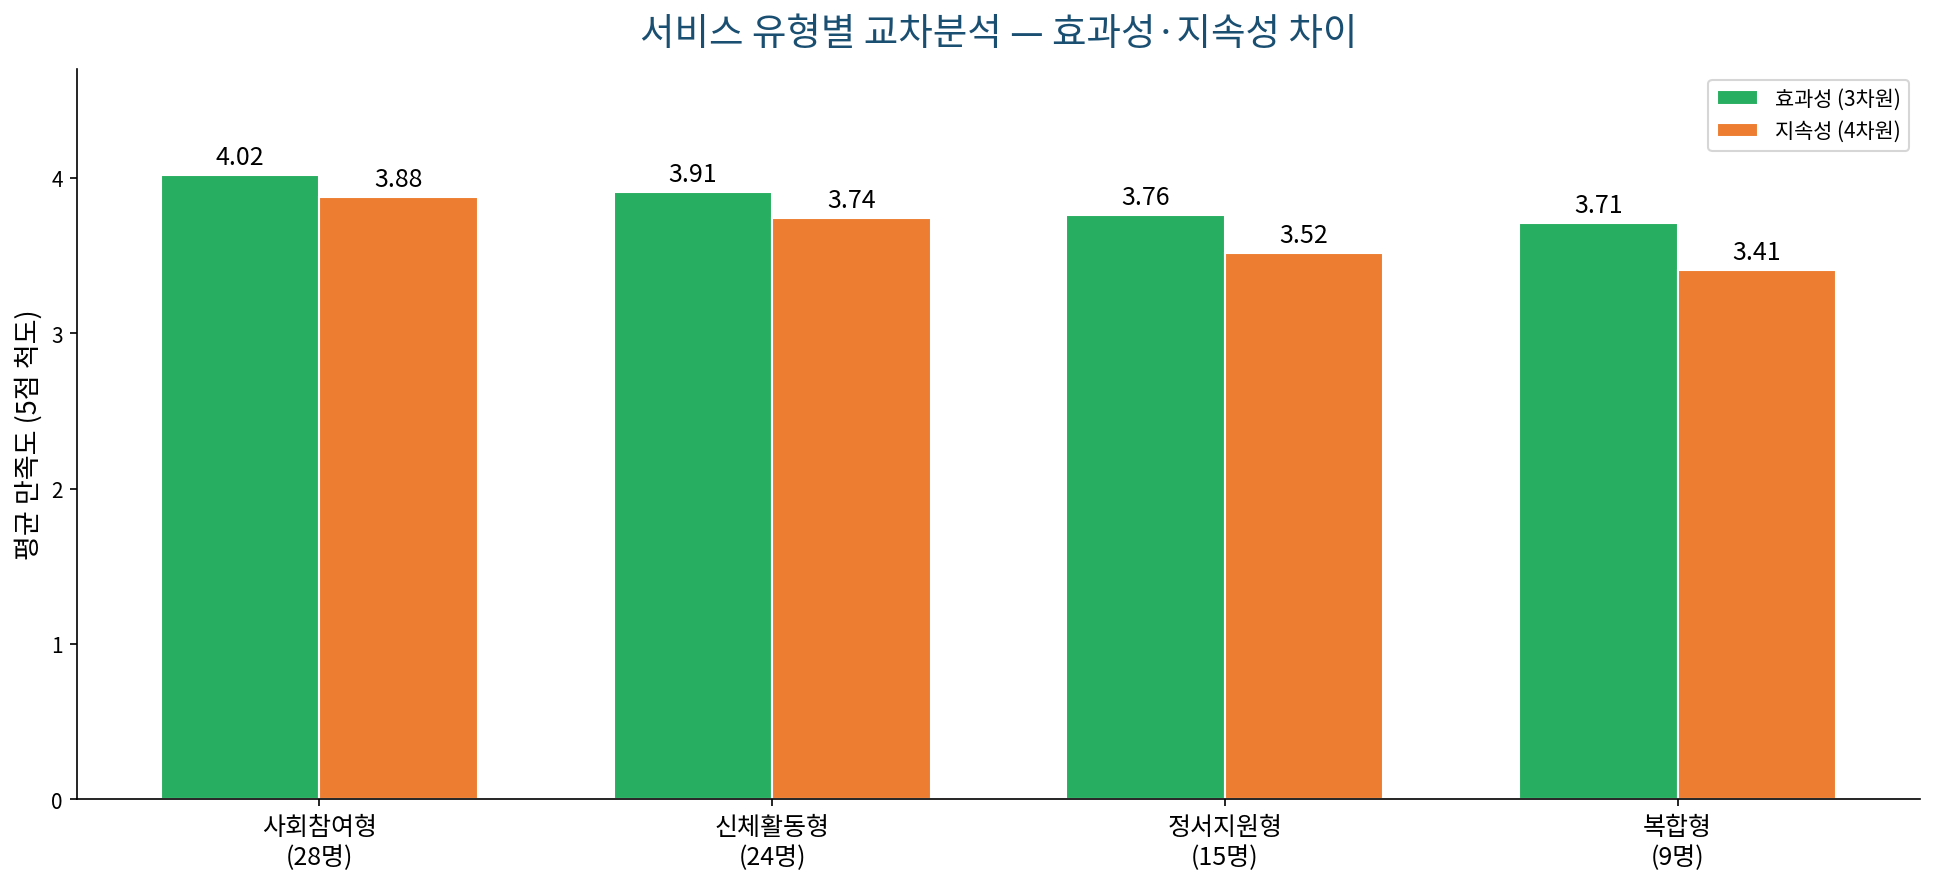 서비스 유형별 교차분석 — 효과성·지속성 차이
효과성 (3차원)
지속성 (4차원)
평균 만족도 (5점 척도)
4
3
2
1
0
4.02
3.88
3.91
3.74
3.76
3.52
3.71
3.41
사회참여형
(28명)
신체활동형
(24명)
정서지원형
(15명)
복합형
(9명)